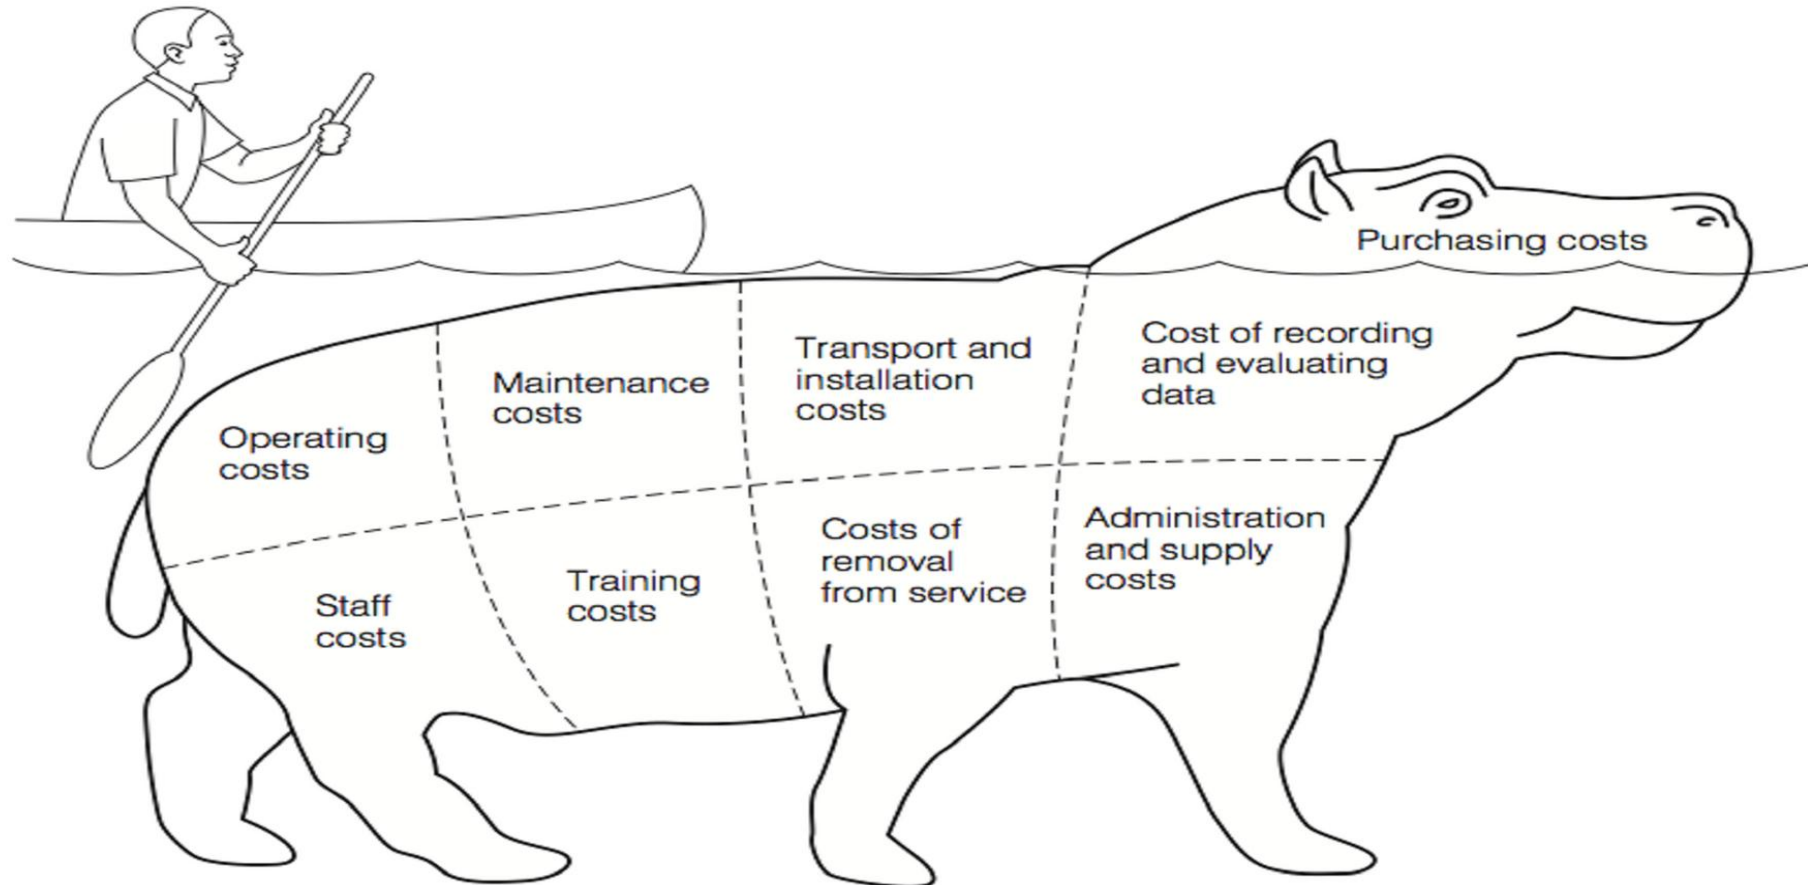 Purchasing costs
Operating
costs
Maintenance
costs
Transport and
installation
costs
Cost of recording
and evaluating
data
Staff
costs
Training
costs
Costs of
removal
from service
Administration
and supply
costs